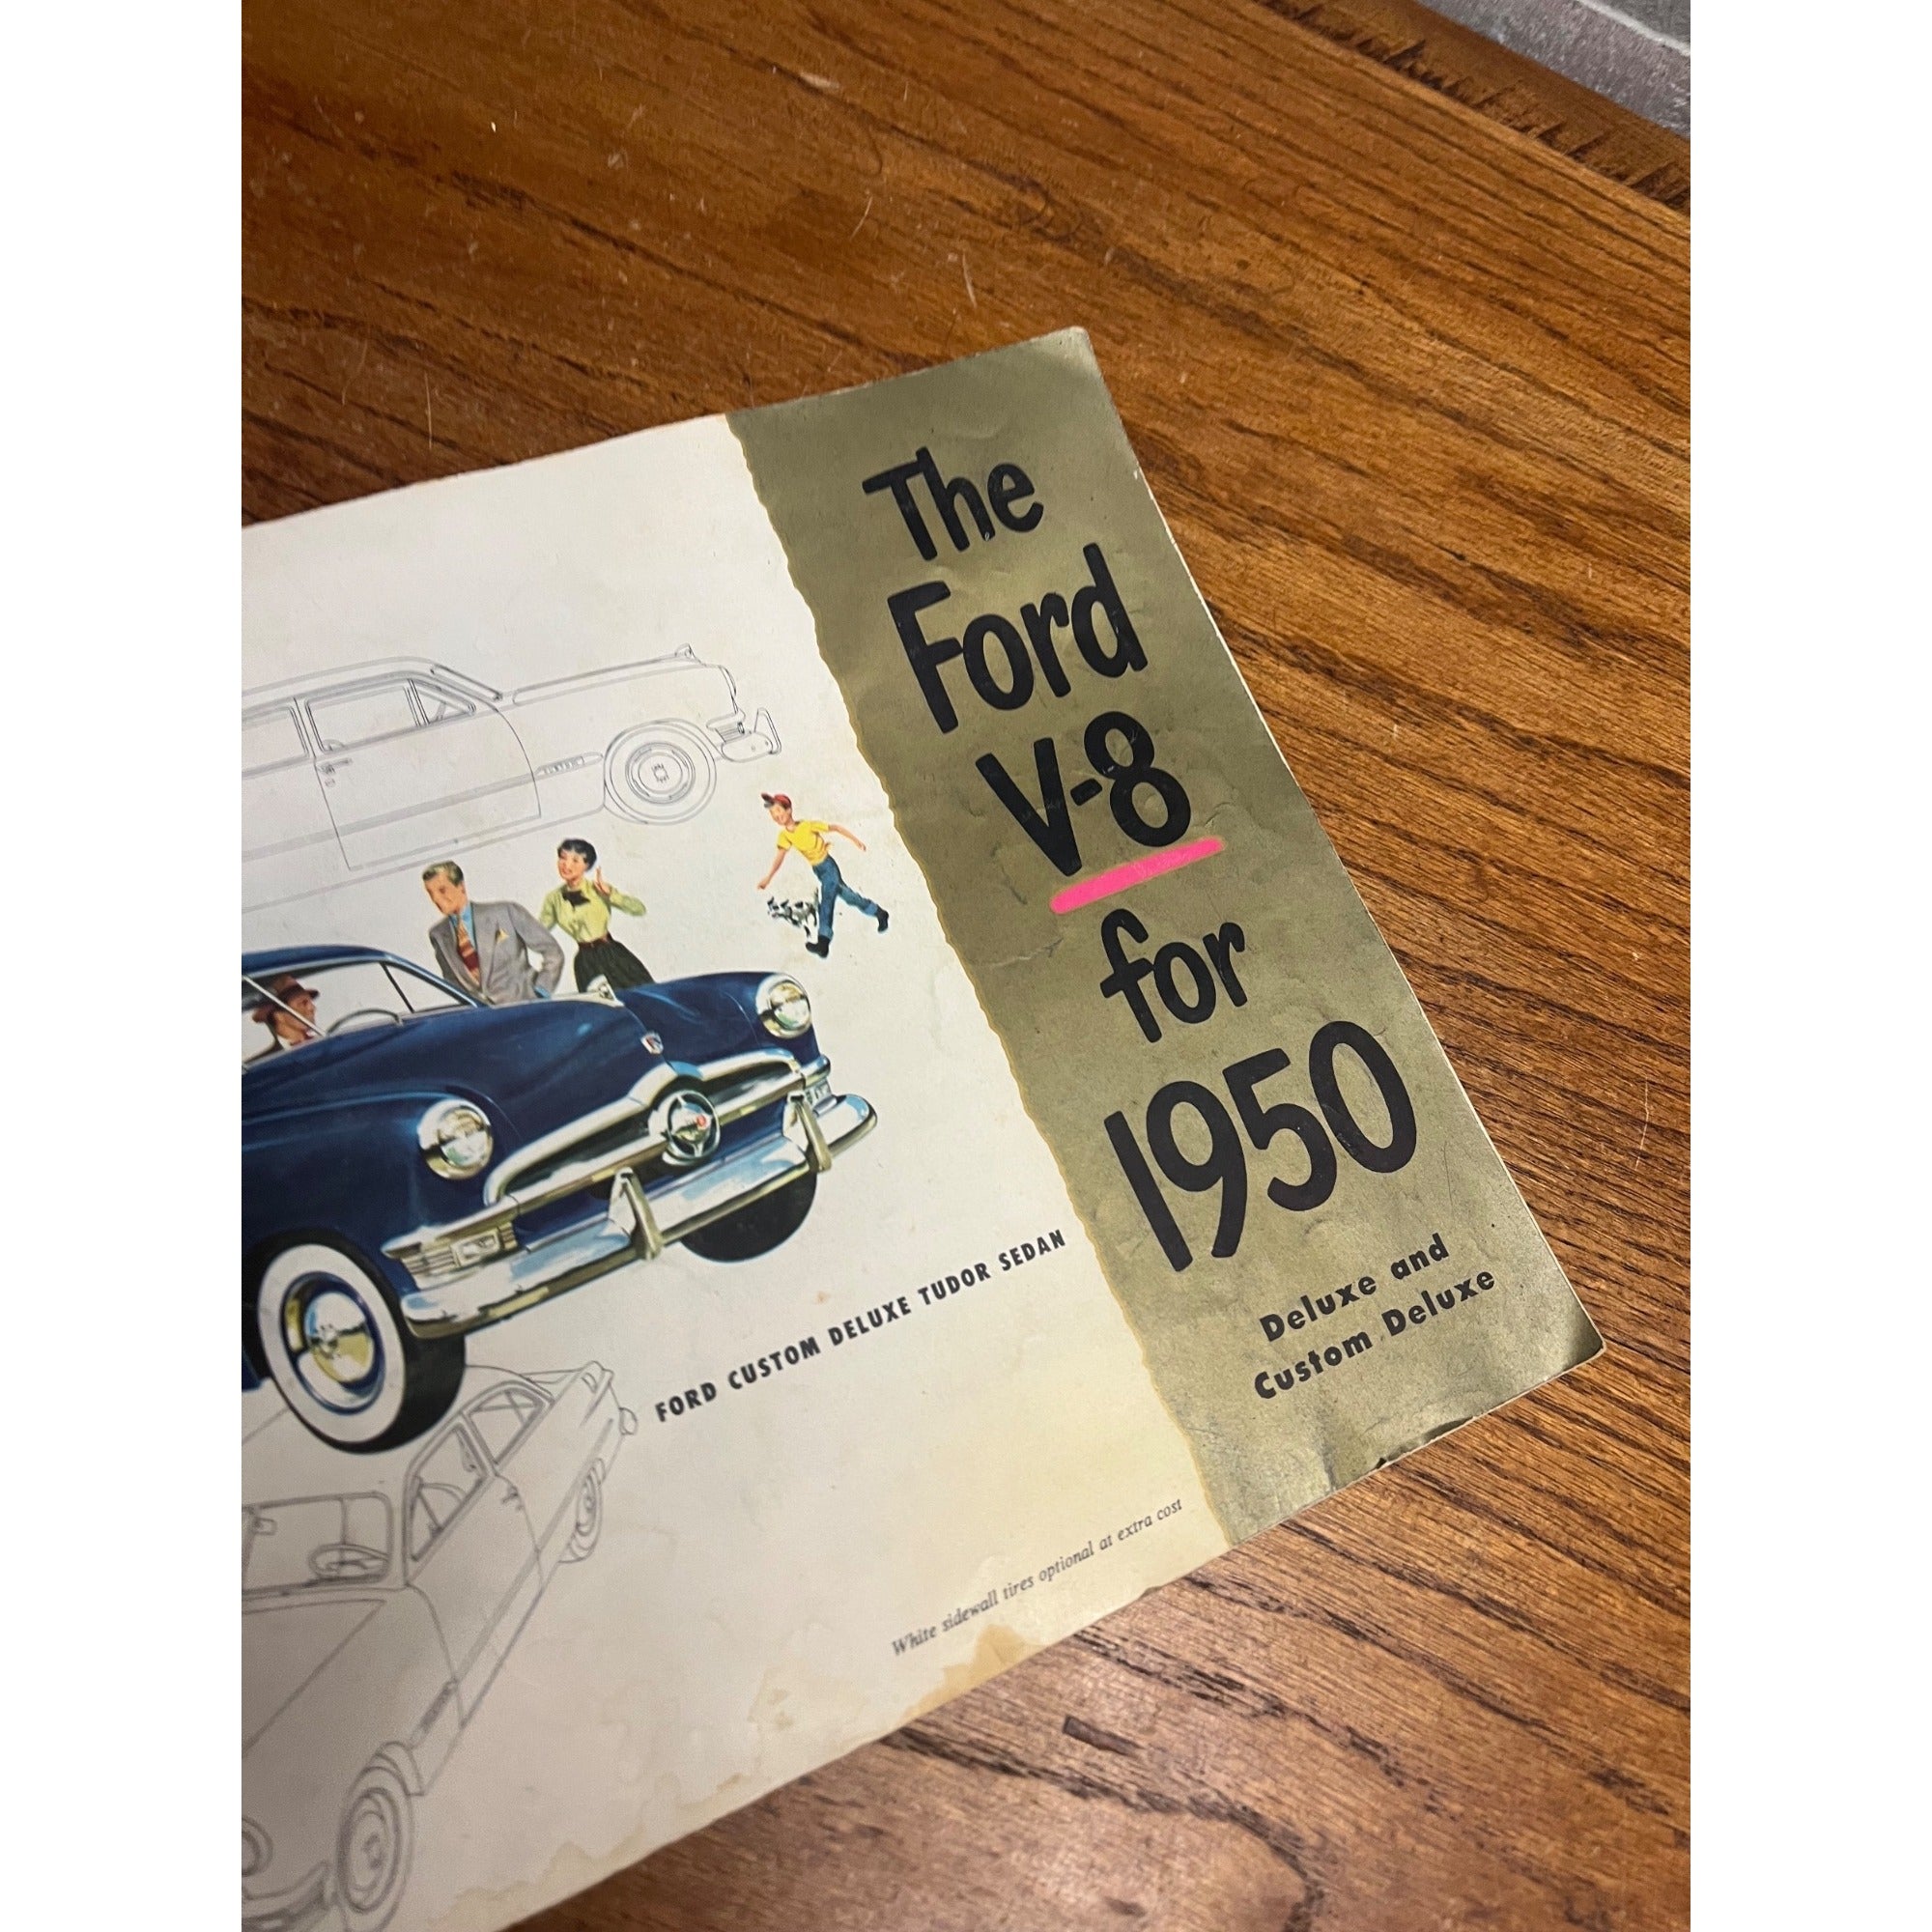 The
Ford
V-8
for
1950
Deluxe and
Custom Deluxe
FORD CUSTOM DELUXE TUDOR SEDAN
White sidewall tires optional at extra cost